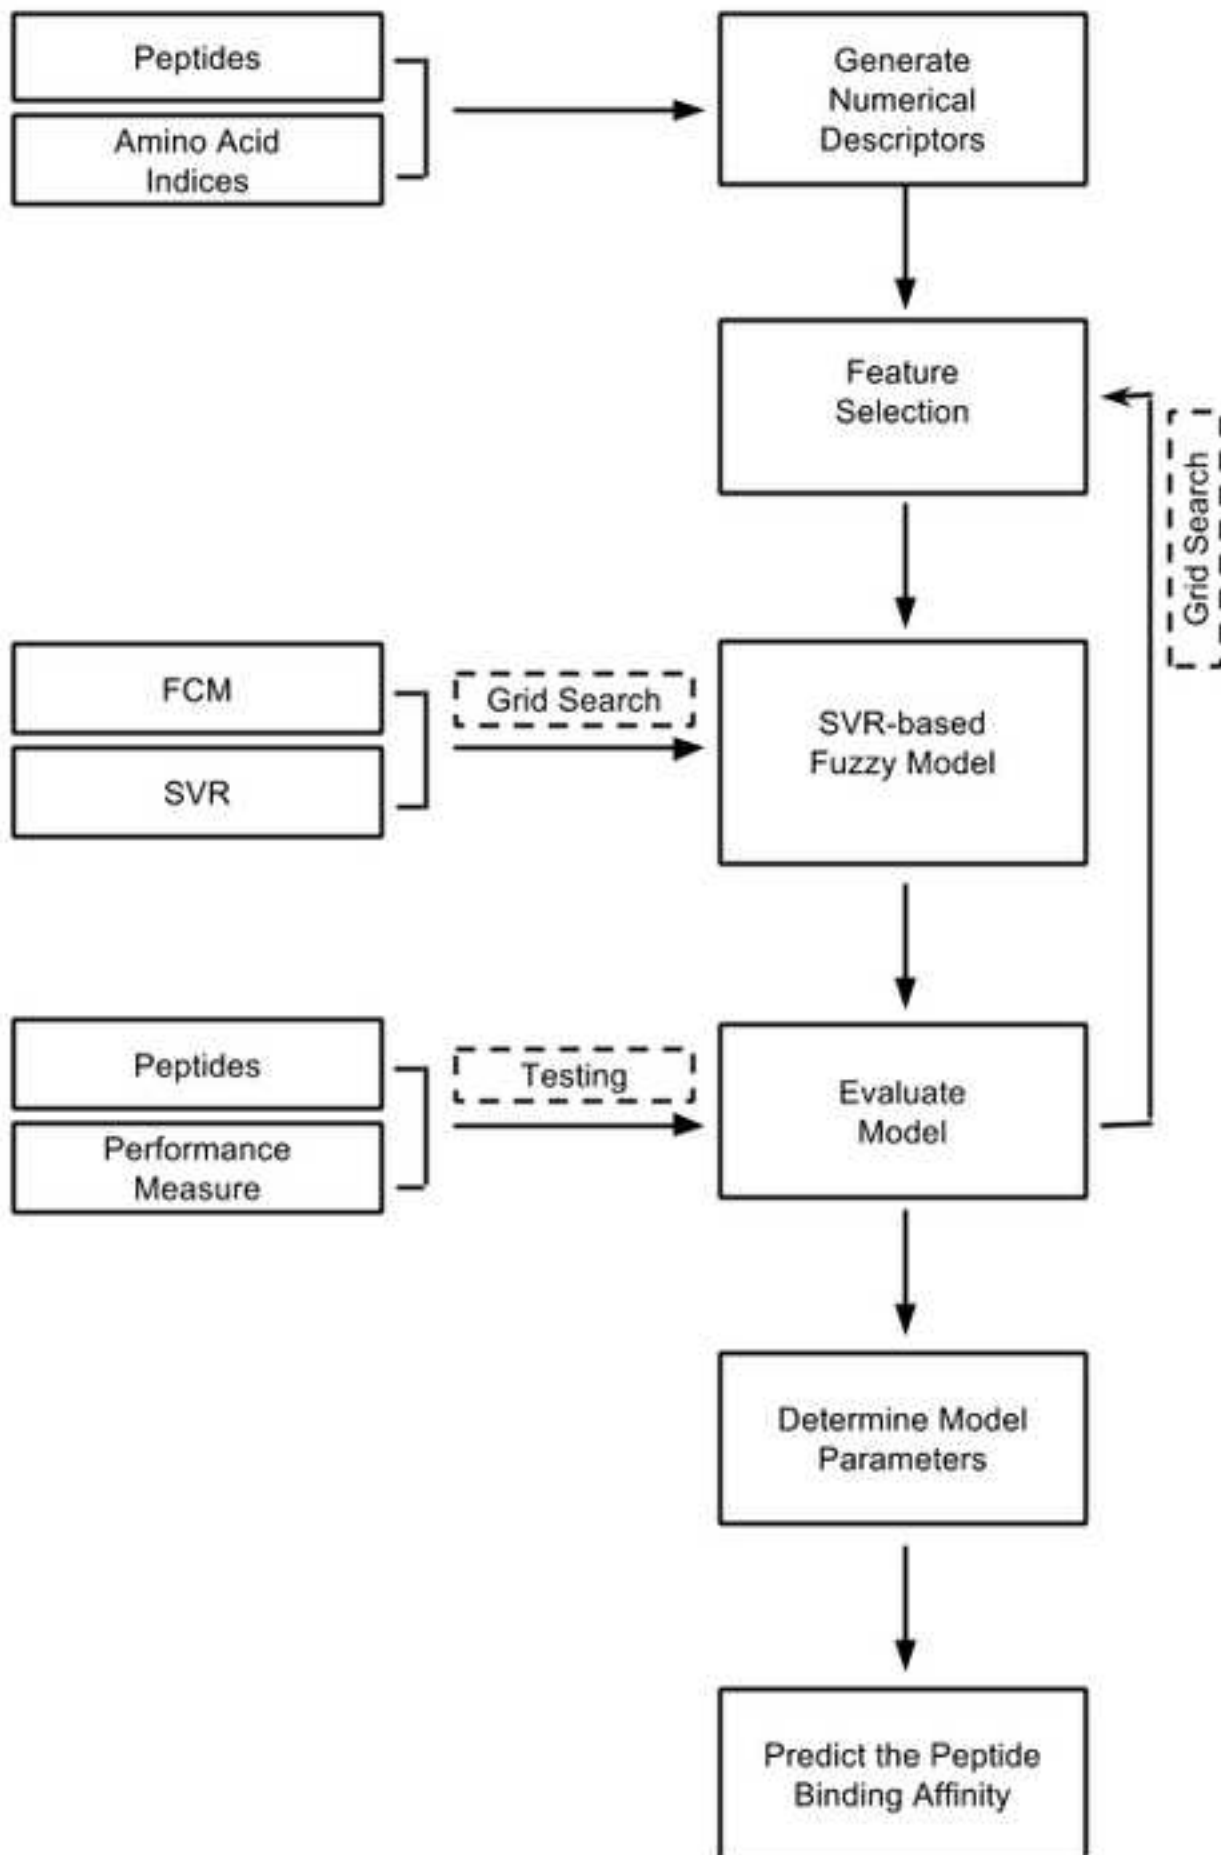 Peptides
Amino Acid
Indices
Generate
Numerical
Descriptors
Feature
Selection
Grid Search
FCM
SVR
Grid Search
SVR-based
Fuzzy Model
Peptides
Performance
Measure
Testing
Evaluate
Model
Determine Model
Parameters
Predict the Peptide
Binding Affinity